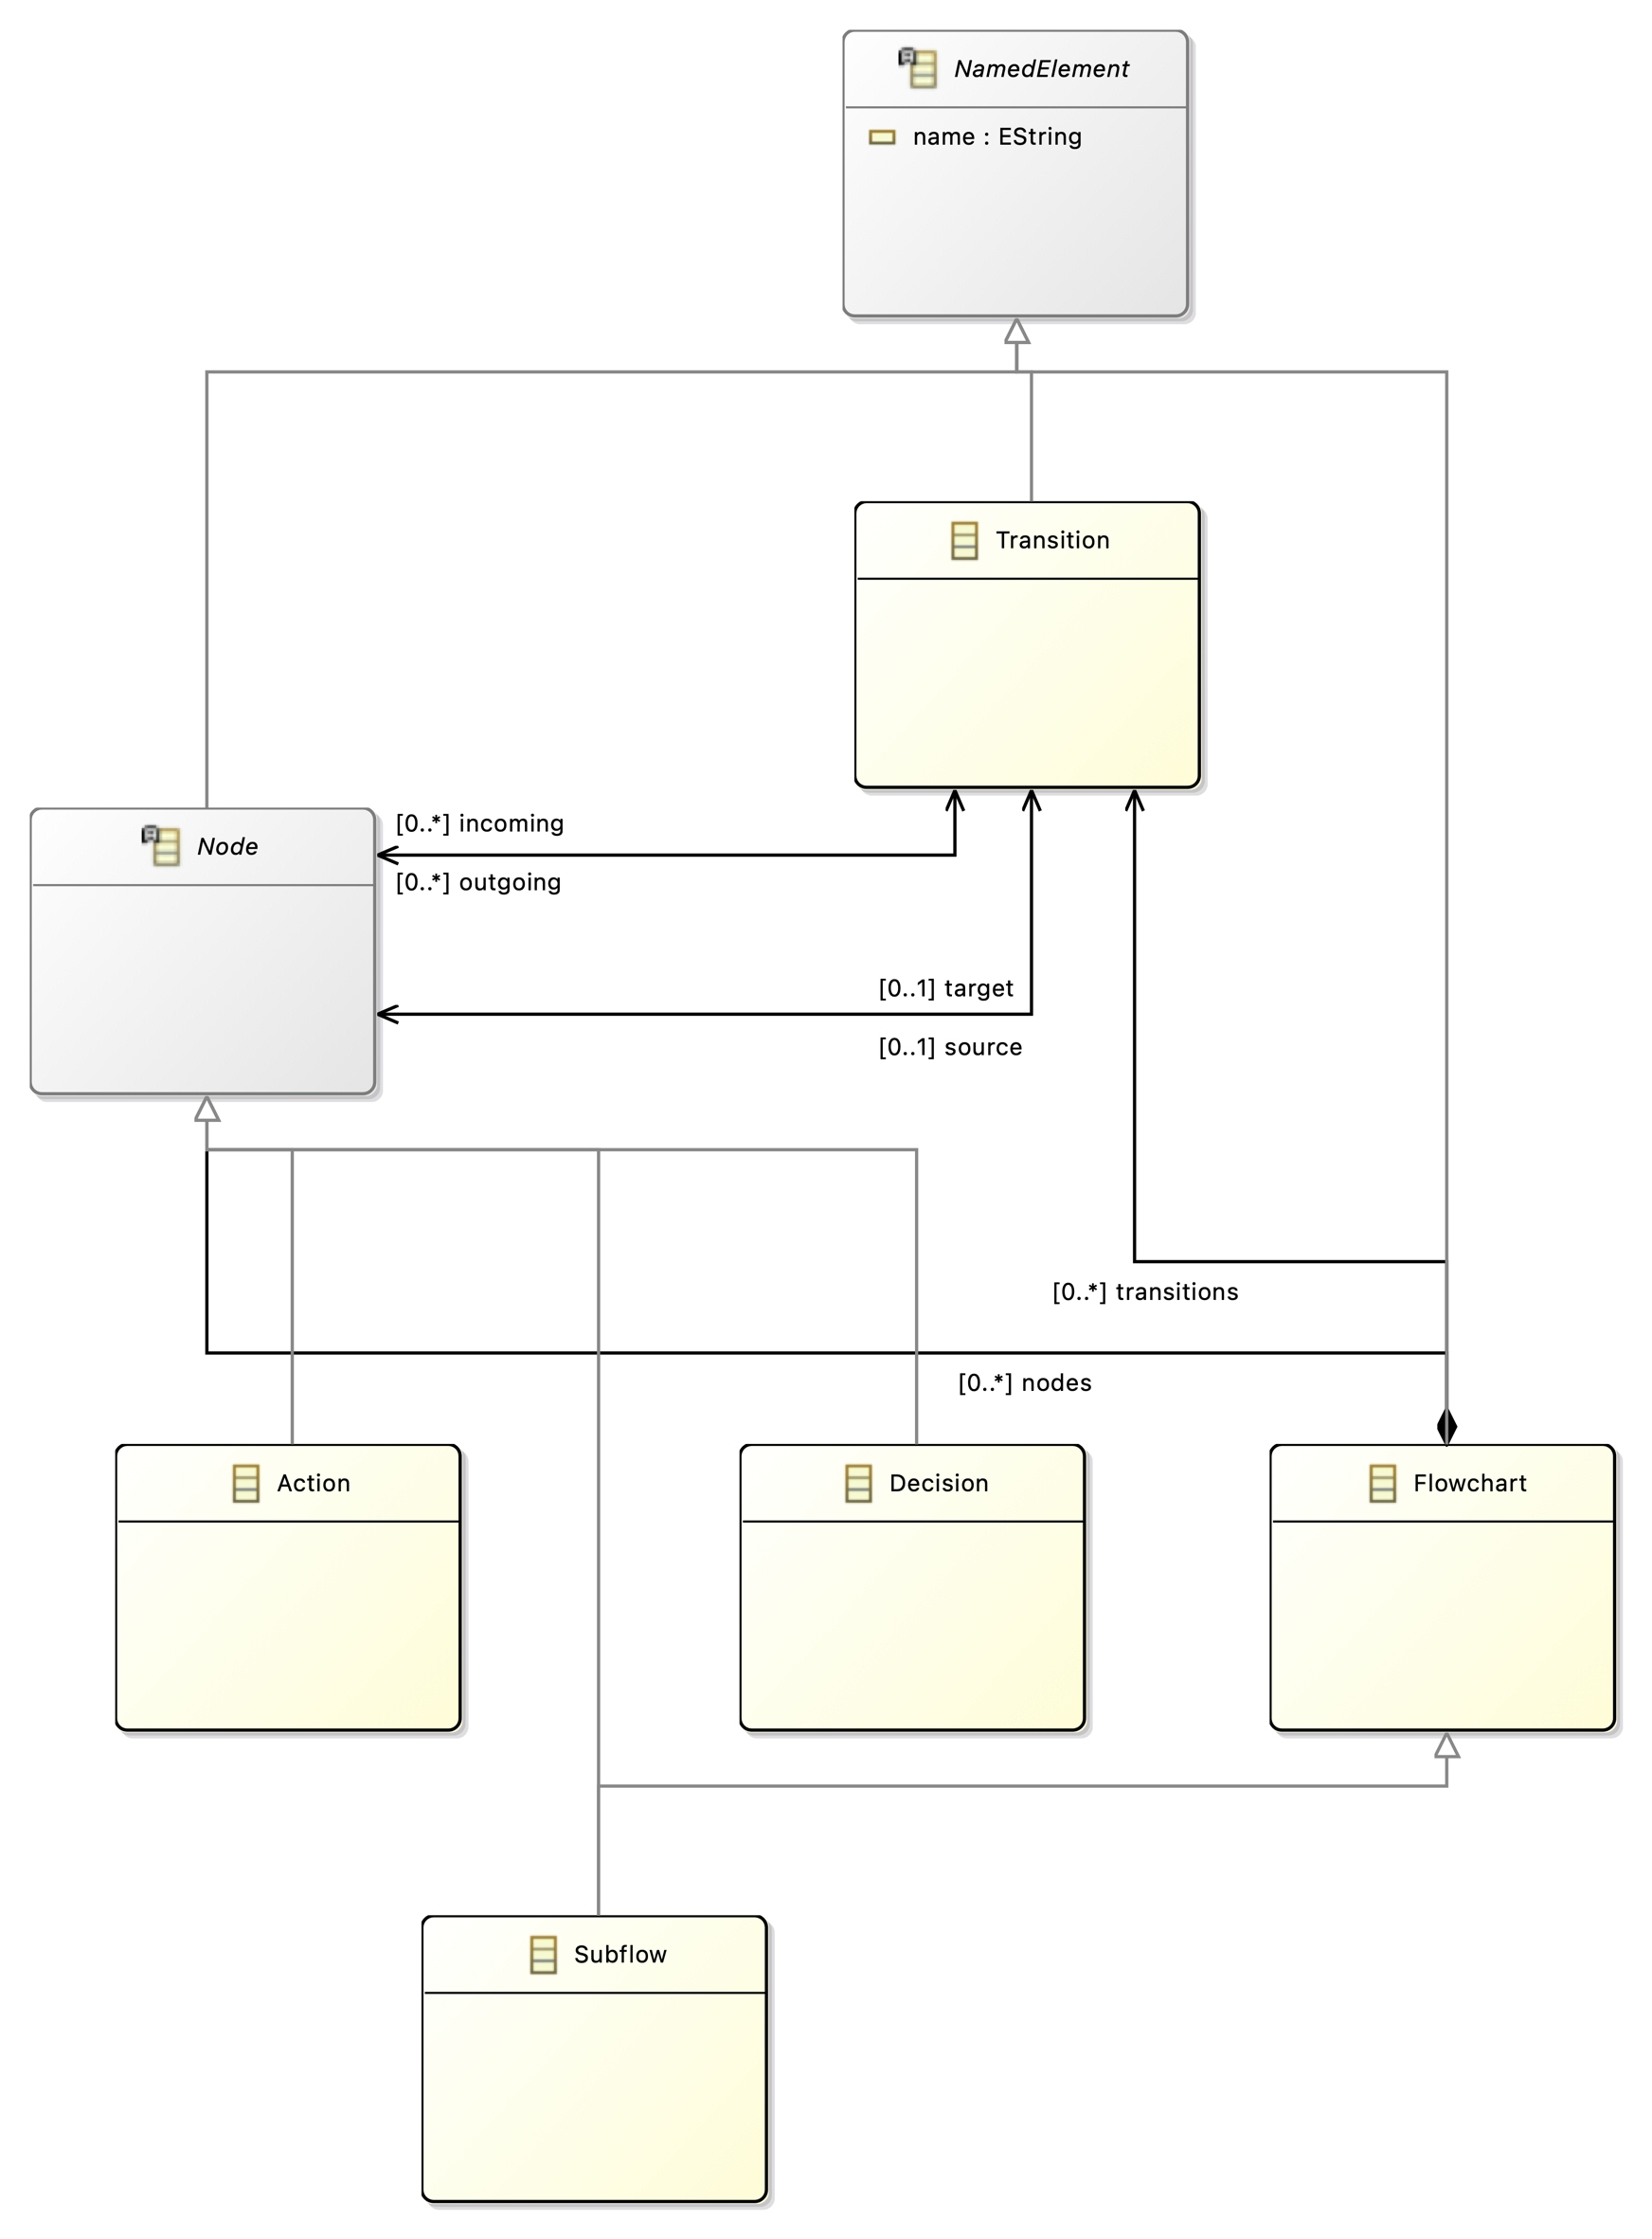 NamedElement
name : EString
Transition
[0..*] incoming
Node
[0..*] outgoing
[0..1] target
[0..1] source
[0..*] transitions
[0..*] nodes
Action
Decision
Flowchart
Subflow